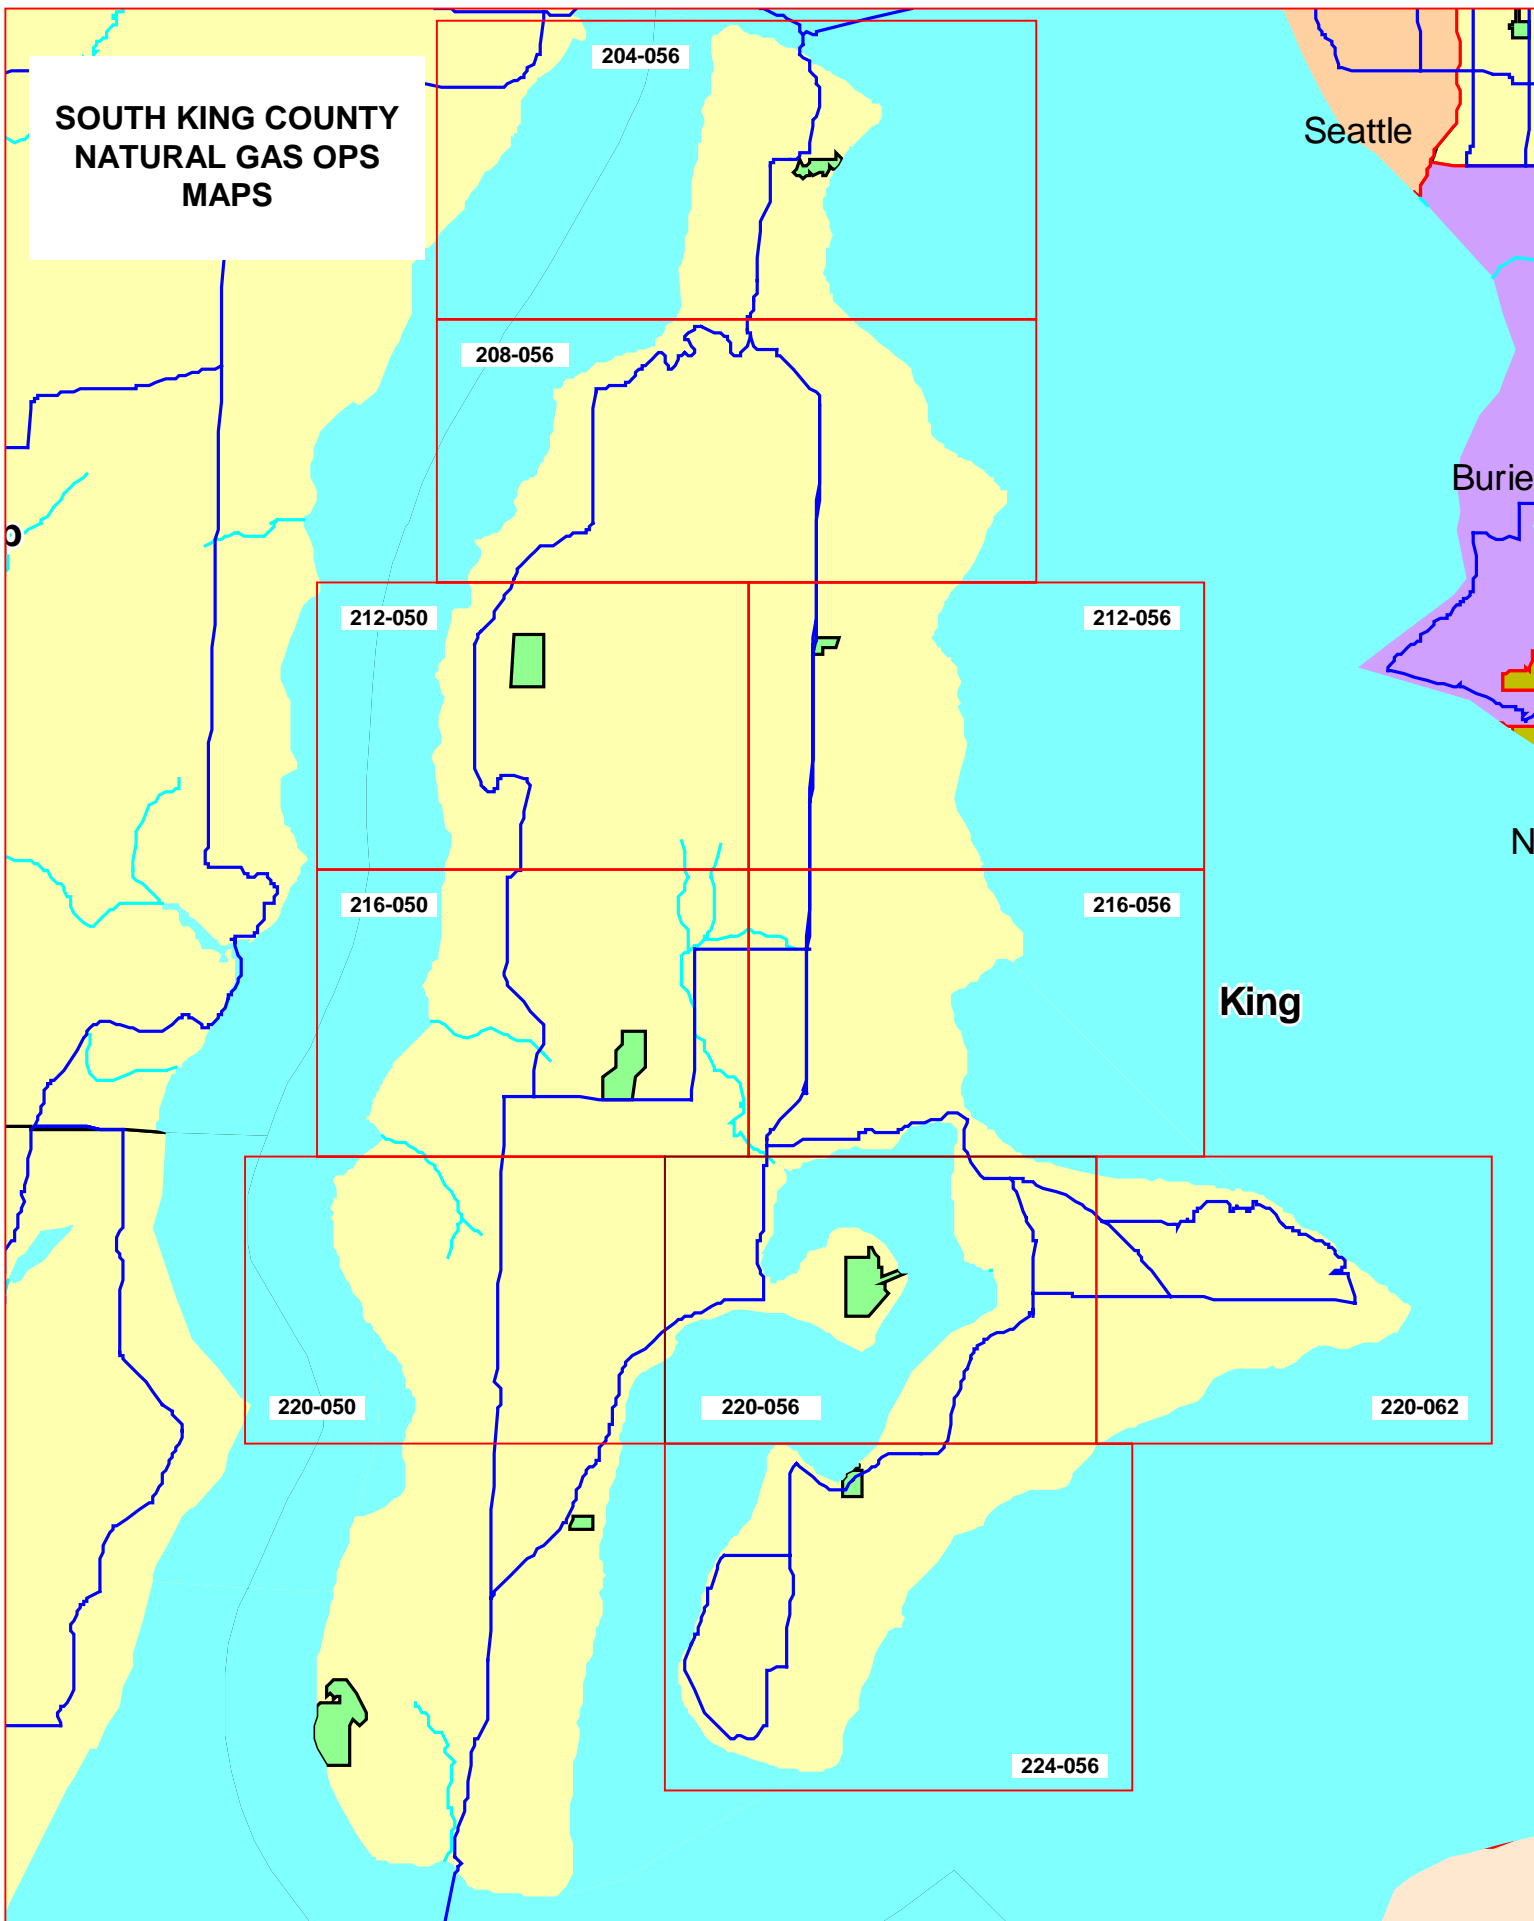 SOUTH KING COUNTY
NATURAL GAS OPS
MAPS
204-056
Seattle
208-056
Burie
p
212-050
212-056
N
216-050
216-056
King
220-050
220-056
220-062
224-056